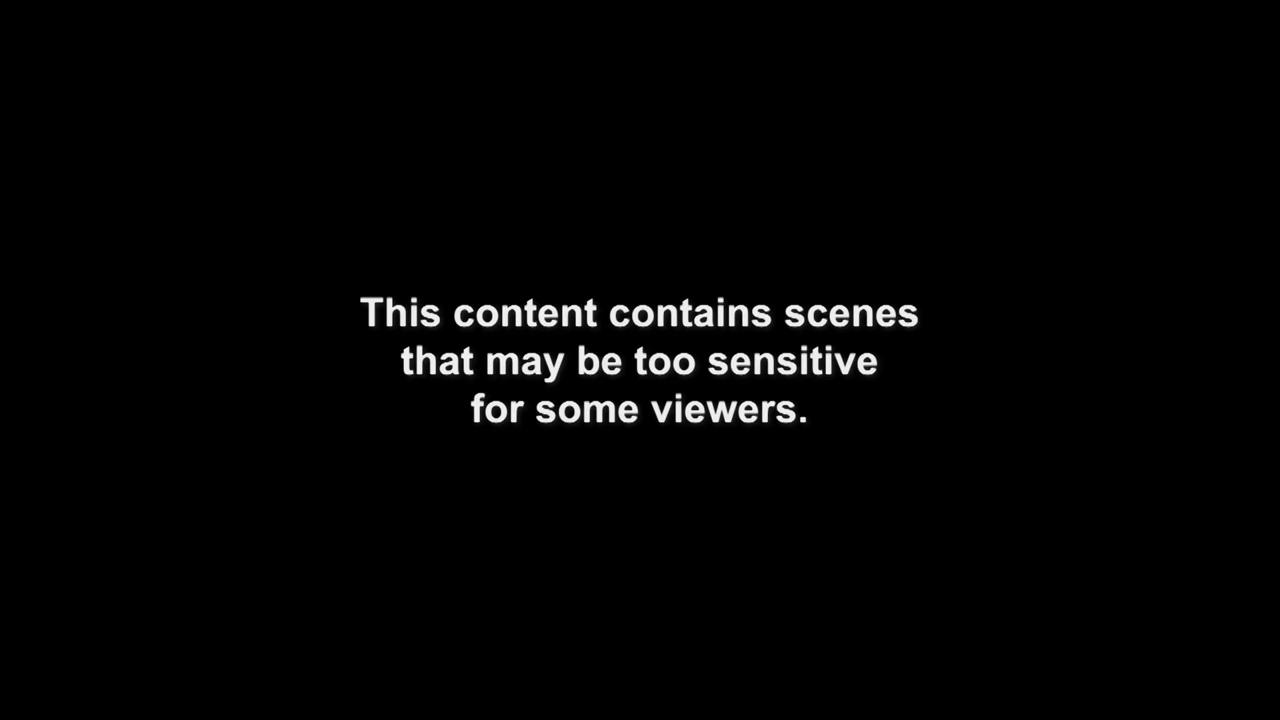 This content contains scenes
that may be too sensitive
for some viewers.